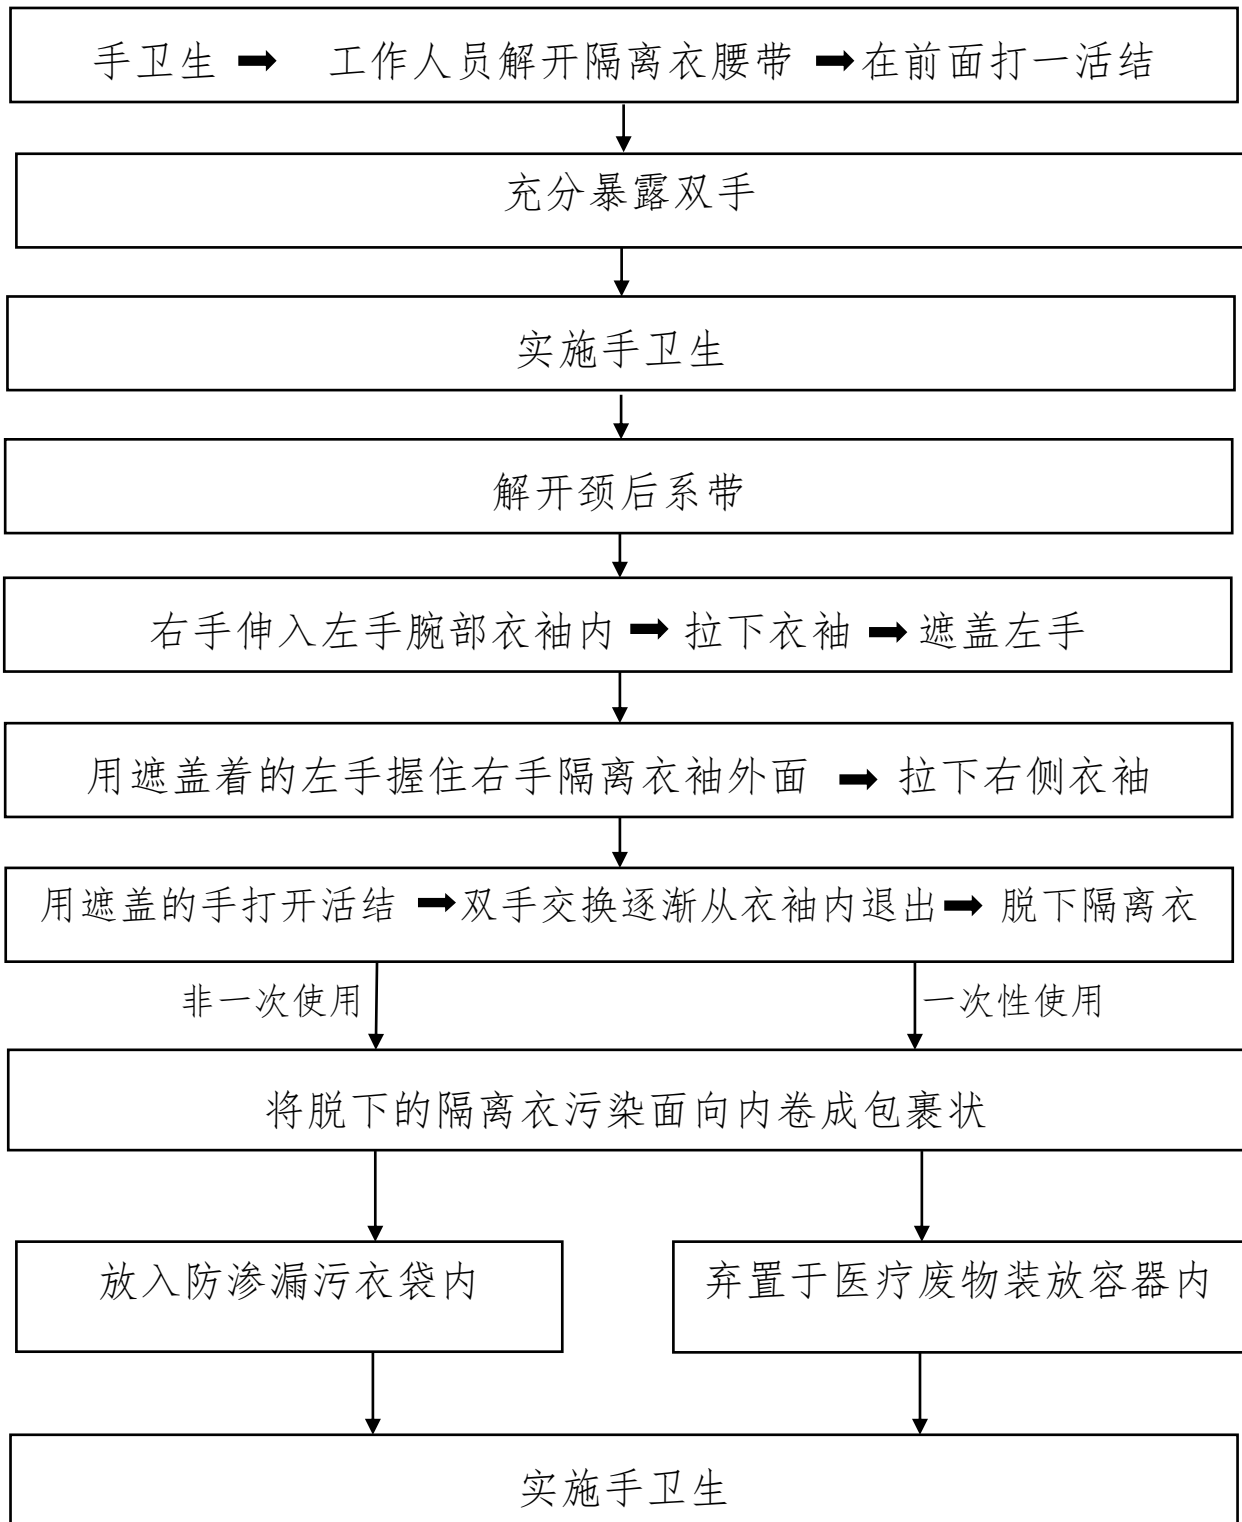 手卫生 ➡ 工作人员解开隔离衣腰带 ➡在前面打一活结
充分暴露双手
实施手卫生
解开颈后系带
右手伸入左手腕部衣袖内 ➡ 拉下衣袖 ➡ 遮盖左手
用遮盖着的左手握住右手隔离衣袖外面 ➡ 拉下右侧衣袖
用遮盖的手打开活结 ➡双手交换逐渐从衣袖内退出➡ 脱下隔离衣
非一次使用
一次性使用
将脱下的隔离衣污染面向内卷成包裹状
放入防渗漏污衣袋内
弃置于医疗废物装放容器内
实施手卫生